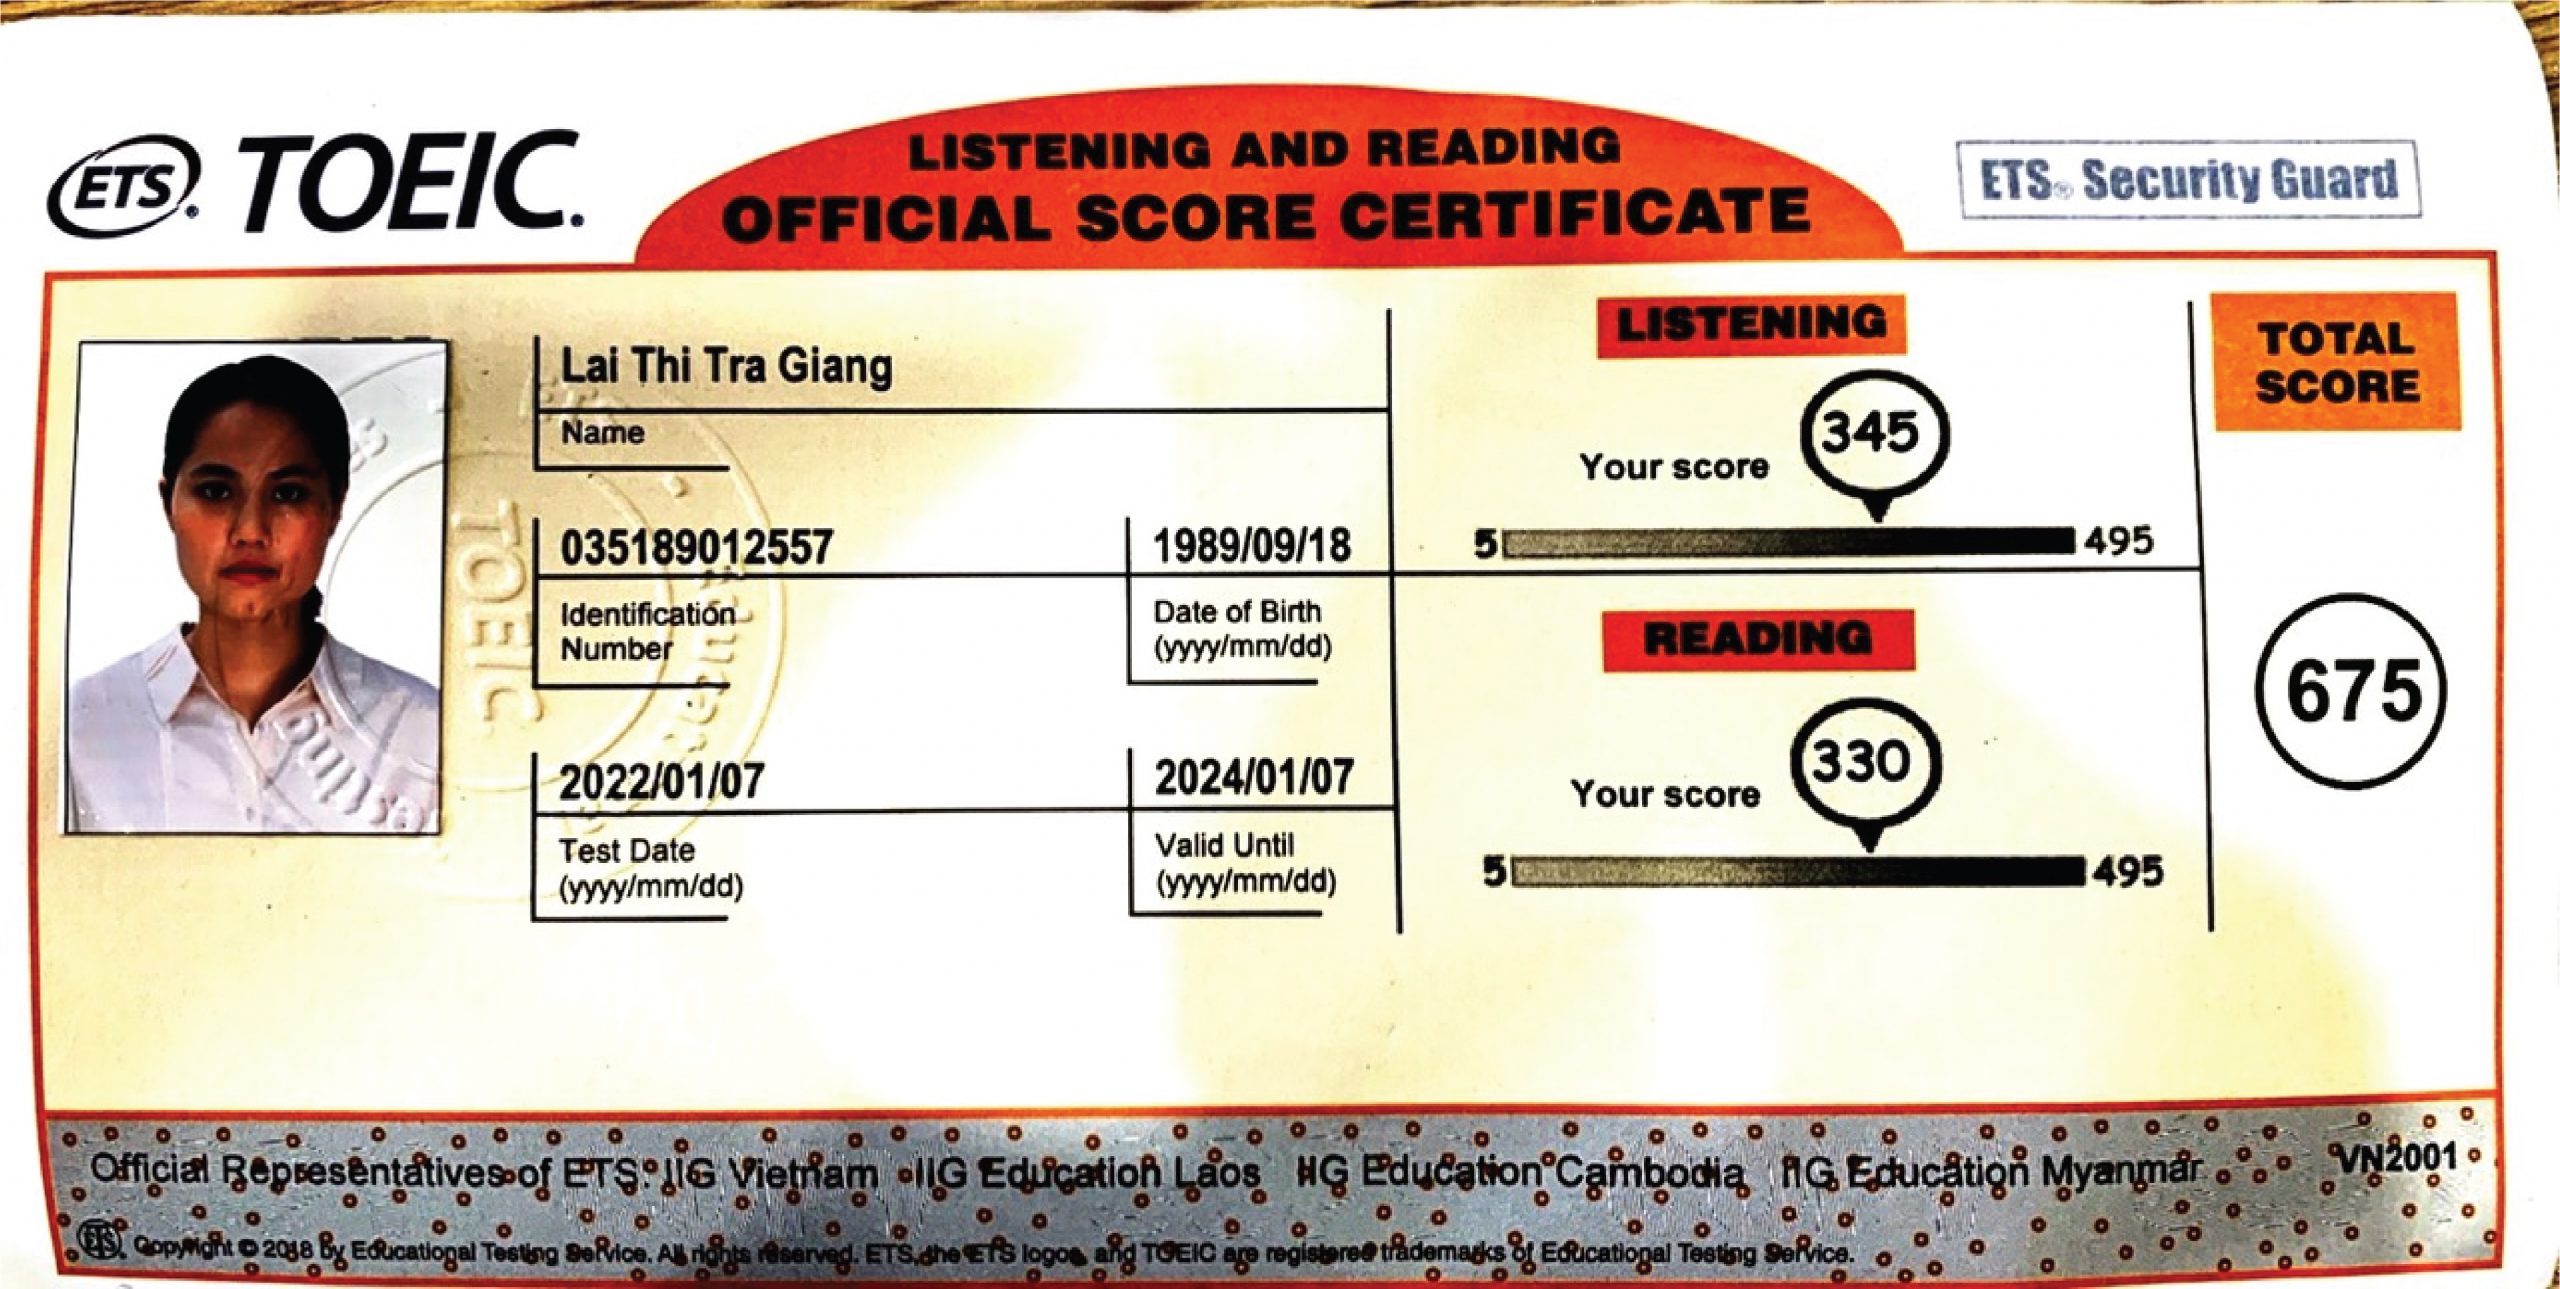 ETS® TOEIC®
LISTENING AND READING
OFFICIAL SCORE CERTIFICATE
ETS® Security Guard
Lai Thi Tra Giang
Name
035189012557
Identification
Number
1989/09/18
Date of Birth
(yyyy/mm/dd)
2022/01/07
Test Date
(yyyy/mm/dd)
2024/01/07
Valid Until
(yyyy/mm/dd)
LISTENING
Your score 345
5 495
READING
Your score 330
5 495
TOTAL
SCORE
675
TOEIC
Official Representatives of ETS: IIG Vietnam IIG Education Laos IIG Education Cambodia IIG Education Myanmar VN2001
ETS® Copyright © 2018 by Educational Testing Service. All rights reserved. ETS, the ETS logos, and TOEIC are registered trademarks of Educational Testing Service.